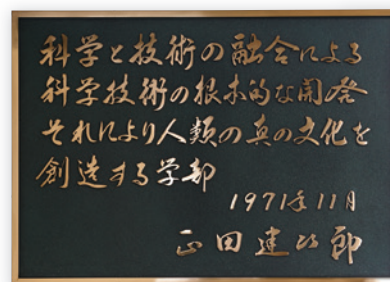 科学と技術の融合による
科学技術の根本的な開発
それにより人類の真の文化を
創造する学部
1971年11月
正田建次郎